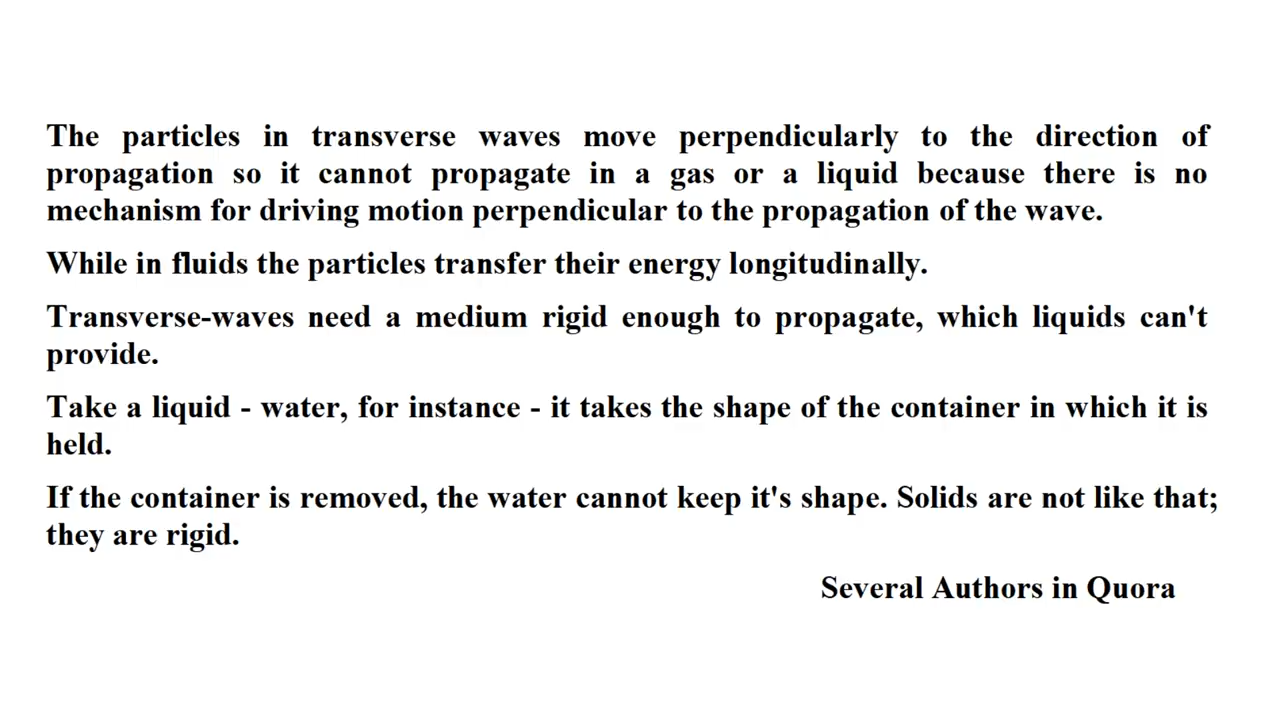 The particles in transverse waves move perpendicularly to the direction of
propagation so it cannot propagate in a gas or a liquid because there is no
mechanism for driving motion perpendicular to the propagation of the wave.
While in fluids the particles transfer their energy longitudinally.
Transverse-waves need a medium rigid enough to propagate, which liquids can't
provide.
Take a liquid - water, for instance - it takes the shape of the container in which it is
held.
If the container is removed, the water cannot keep it's shape. Solids are not like that;
they are rigid.
Several Authors in Quora